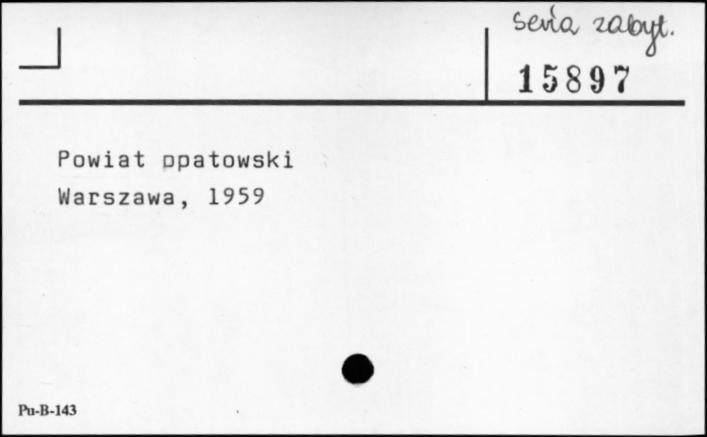 seria zabyt.
15897
Powiat opatowski
Warszawa, 1959
Pu-B-143